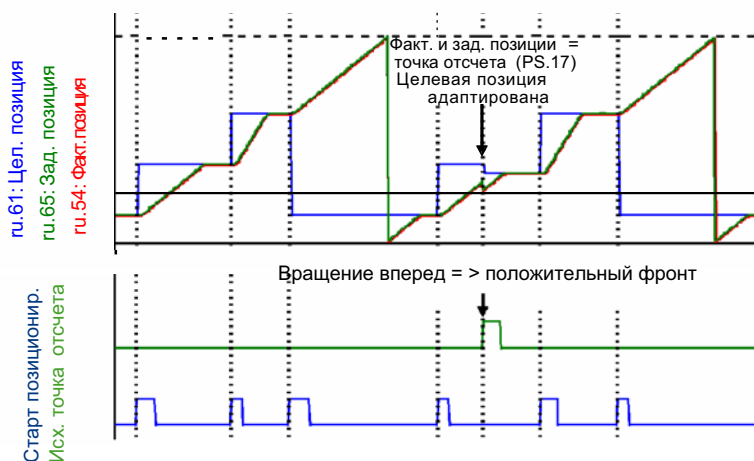 ru.61: Цел. позиция
ru.65: Зад. позиция
ru.54: Факт.позиция
Факт. и зад. позиции =
точка отсчета (PS.17)
Целевая позиция
адаптирована
Вращение вперед = > положительный фронт
Старт позиционир.
Исх. точка отсчета